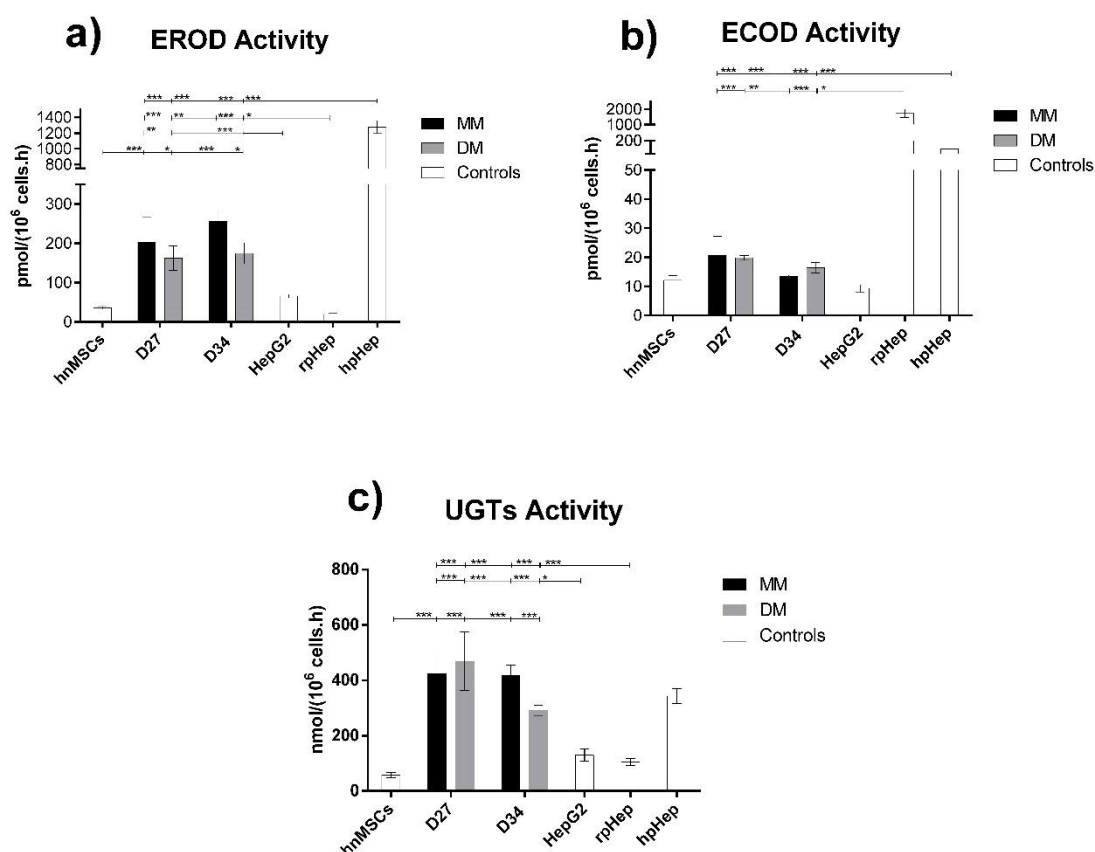 a) EROD Activity
*** *** *** ***
*** ** *** *
** ***
*** * *** *
1400
1200
1000
800
300
200
100
0
pmol/(10⁶ cells.h)
MM
DM
Controls
hnMSCs D27 D34 HepG2 rpHep hpHep
b) ECOD Activity
*** *** *** ***
*** ** *** *
2000
1000
200
50
40
30
20
10
0
pmol/(10⁶ cells.h)
MM
DM
Controls
hnMSCs D27 D34 HepG2 rpHep hpHep
c) UGTs Activity
*** *** *** ***
*** *** *** *
*** *** *** ***
800
600
400
200
0
nmol/(10⁶ cells.h)
MM
DM
Controls
hnMSCs D27 D34 HepG2 rpHep hpHep